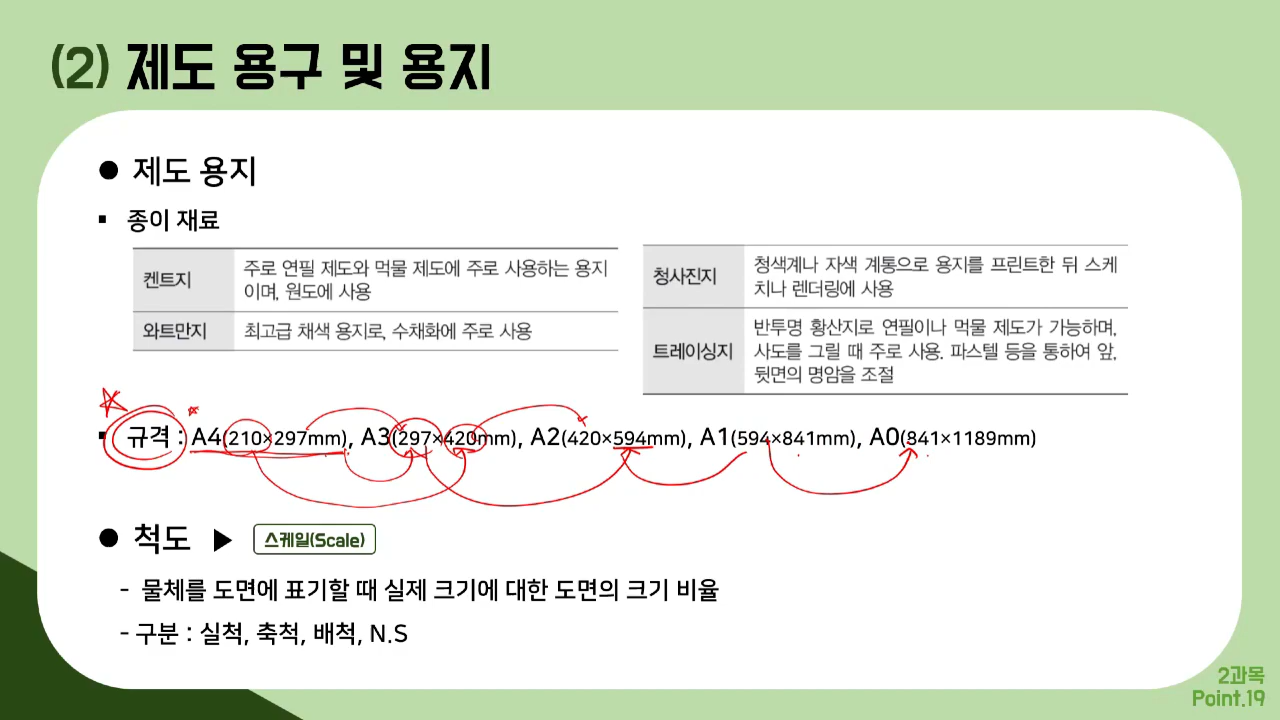 (2) 제도 용구 및 용지
● 제도 용지
▪ 종이 재료
켄트지
주로 연필 제도와 먹물 제도에 주로 사용하는 용지
이며, 원도에 사용
와트만지
최고급 채색 용지로, 수채화에 주로 사용
청사진지
청색계나 자색 계통으로 용지를 프린트한 뒤 스케
치나 렌더링에 사용
트레이싱지
반투명 황산지로 연필이나 먹물 제도가 가능하며,
사도를 그릴 때 주로 사용. 파스텔 등을 통하여 앞,
뒷면의 명암을 조절
▪ 규격 : A4(210×297mm), A3(297×420mm), A2(420×594mm), A1(594×841mm), A0(841×1189mm)
● 척도 ▶ 스케일(Scale)
- 물체를 도면에 표기할 때 실제 크기에 대한 도면의 크기 비율
- 구분 : 실척, 축척, 배척, N.S
2과목
Point.19